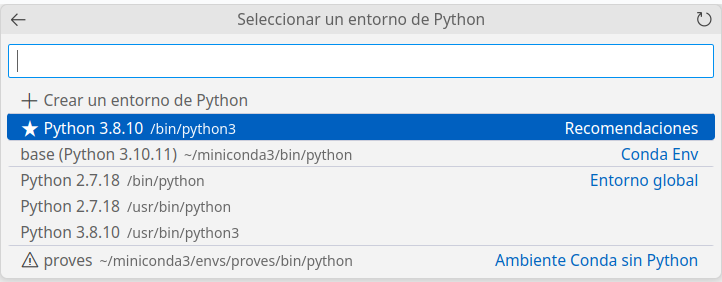 Seleccionar un entorno de Python
Crear un entorno de Python
Python 3.8.10 /bin/python3 Recomendaciones
base (Python 3.10.11) ~/miniconda3/bin/python Conda Env
Python 2.7.18 /bin/python Entorno global
Python 2.7.18 /usr/bin/python
Python 3.8.10 /usr/bin/python3
proves ~/miniconda3/envs/proves/bin/python Ambiente Conda sin Python